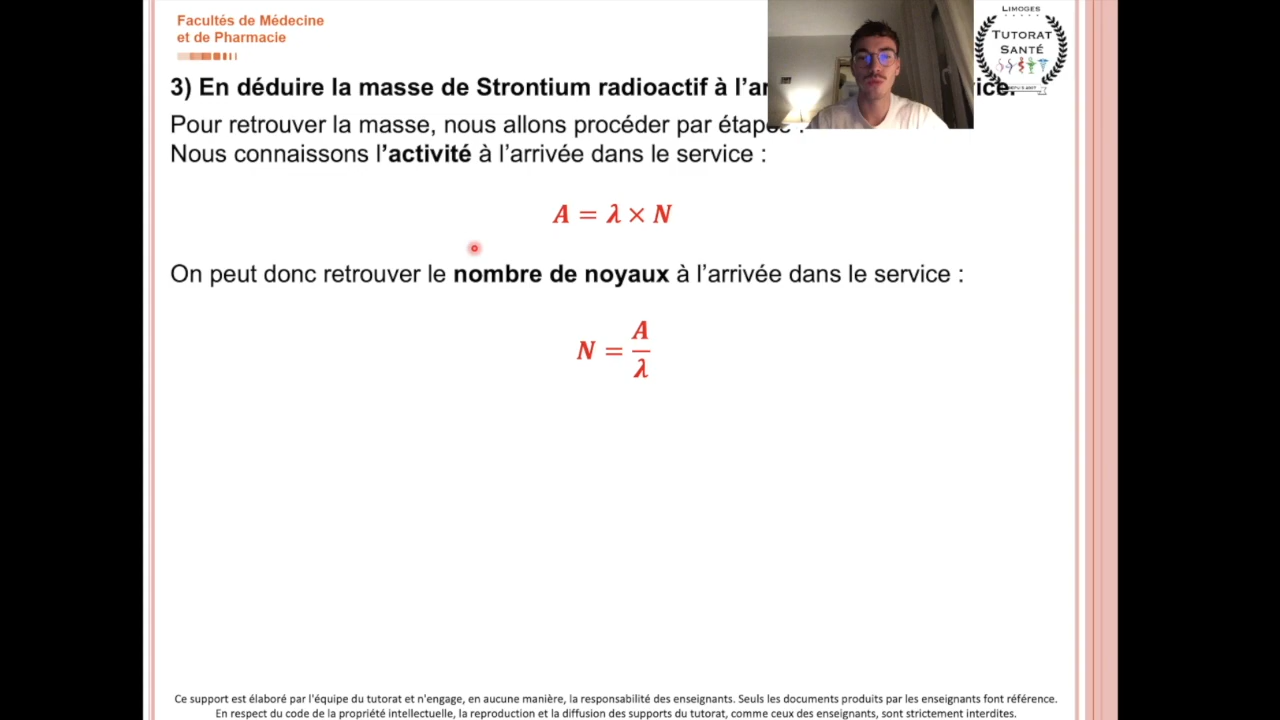 Facultés de Médecine
et de Pharmacie
LIMOGES
TUTORAT
SANTÉ
3) En déduire la masse de Strontium radioactif à l'
Pour retrouver la masse, nous allons procéder par étapes :
Nous connaissons l'activité à l'arrivée dans le service :
A = λ × N
On peut donc retrouver le nombre de noyaux à l'arrivée dans le service :
N = A / λ
Ce support est élaboré par l'équipe du tutorat et n'engage, en aucune manière, la responsabilité des enseignants. Seuls les documents produits par les enseignants font référence.
En respect du code de la propriété intellectuelle, la reproduction et la diffusion des supports du tutorat, comme ceux des enseignants, sont strictement interdites.